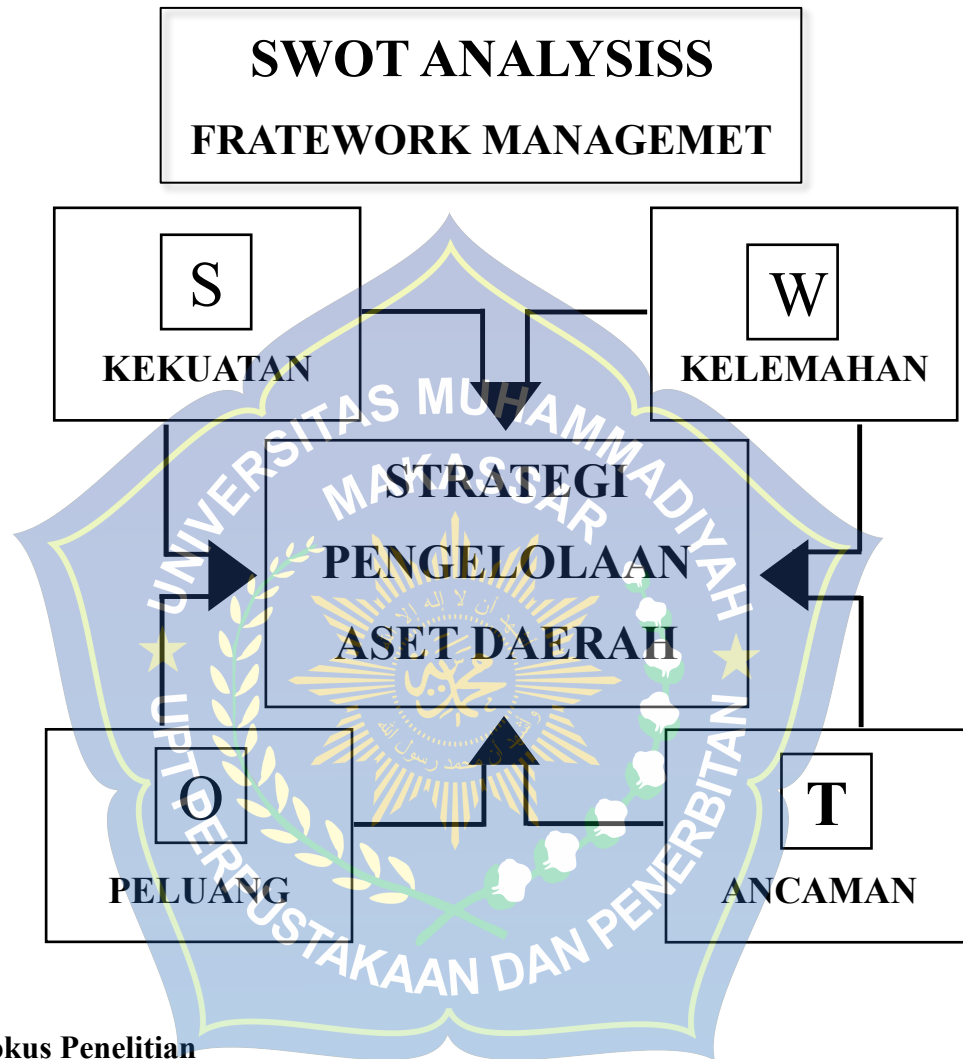 SWOT ANALYSISS
FRATEWORK MANAGEMET
S
KEKUATAN
W
KELEMAHAN
UNIVERSITAS MUHAMMADIYAH
MAKASSAR
STRATEGI
PENGELOLAAN
ASET DAERAH
محمد
O
PELUANG
T
ANCAMAN
UPT PERPUSTAKAAN DAN PENERBITAN
okus Penelitian